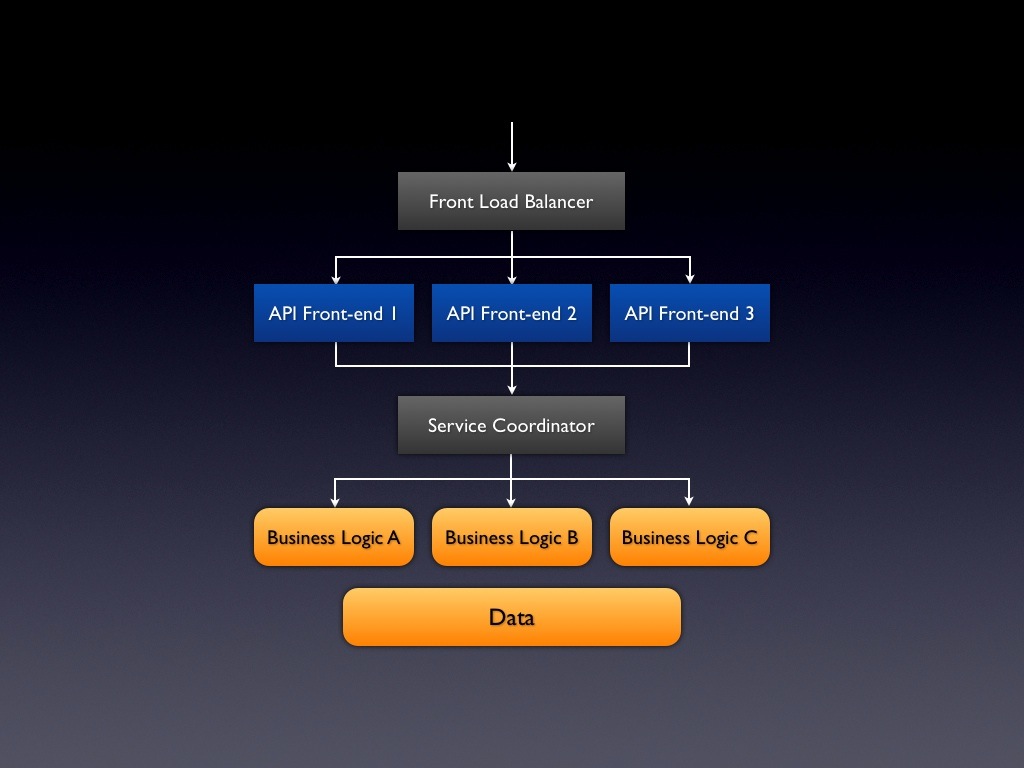 Front Load Balancer
API Front-end 1
API Front-end 2
API Front-end 3
Service Coordinator
Business Logic A
Business Logic B
Business Logic C
Data